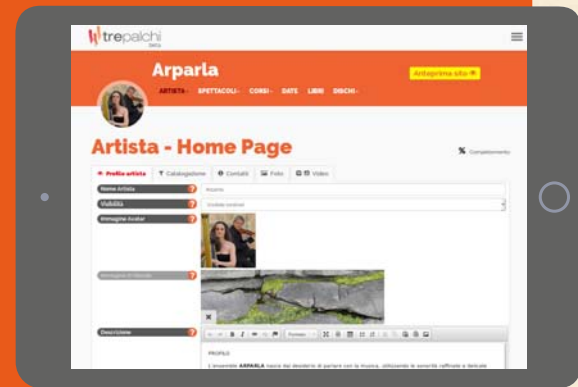 trepalchi
beta
Arparla
Anteprima sito
ARTISTA SPETTACOLI CORSI DATE LIBRI DISCHI
Artista - Home Page
% Completamento
Profilo artista Catalogazione Contatti Foto Video
Nome Artista ? Arparla
Visibilità ?
Immagine Avatar ?
Immagine di fondo ?
Descrizione ? B I Formato
PROFILO
L'ensemble ARPARLA nasce dal desiderio di parlare con la musica, utilizzando le sonorità raffinate e delicate